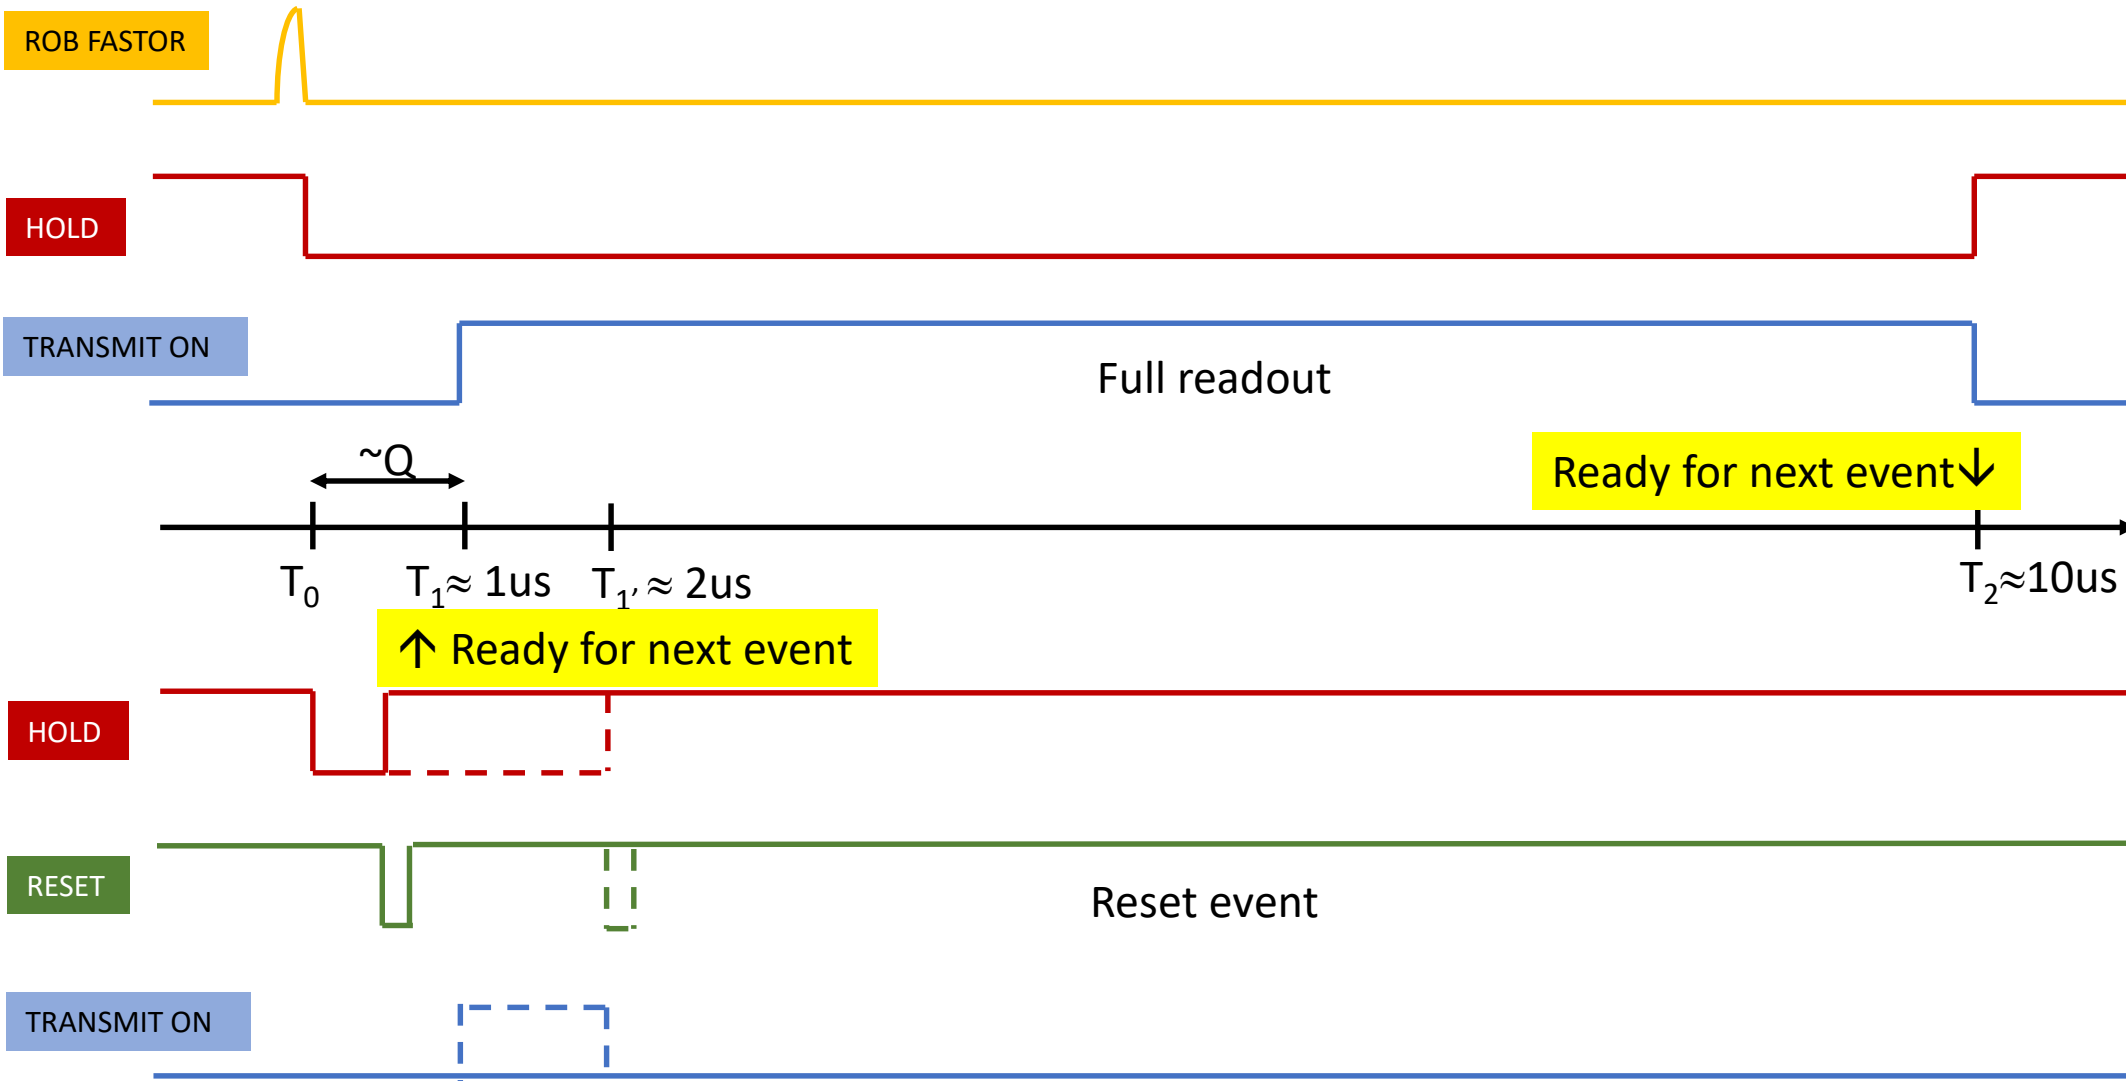 ROB FASTOR
HOLD
TRANSMIT ON
Full readout
~Q
Ready for next event↓
T₀
T₁≈ 1us
T₁' ≈ 2us
T₂≈10us
↑ Ready for next event
HOLD
RESET
Reset event
TRANSMIT ON